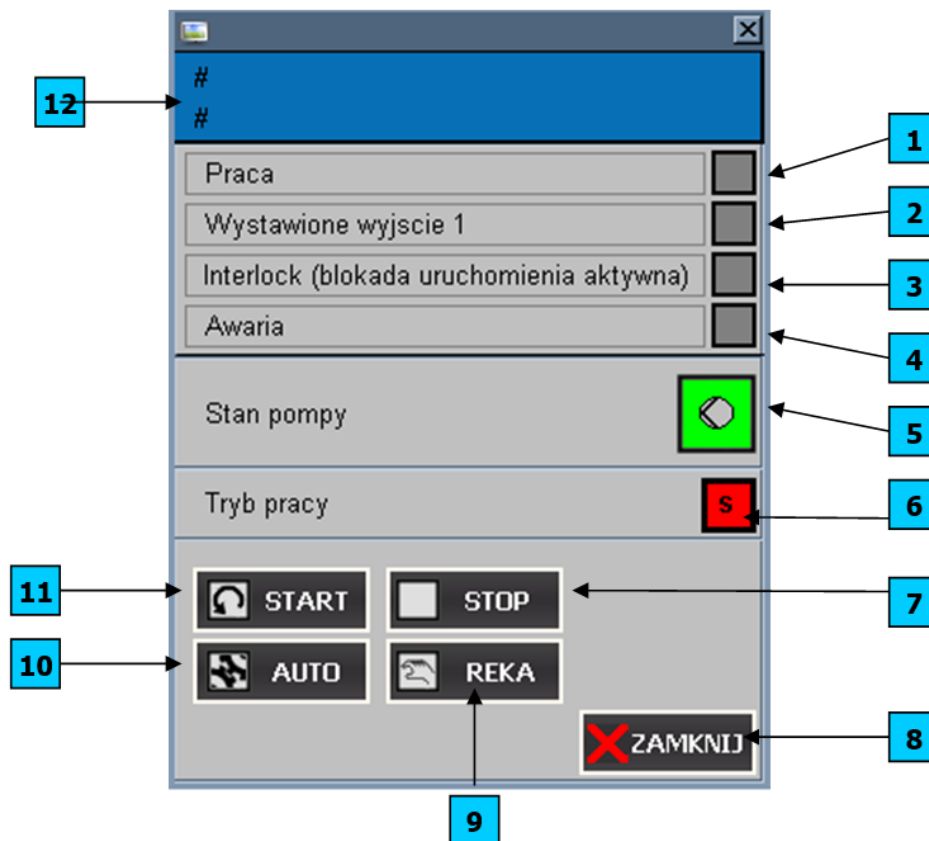 #
12
#
1
Praca
2
Wystawione wyjscie 1
3
Interlock (blokada uruchomienia aktywna)
4
Awaria
5
Stan pompy
6
Tryb pracy
S
11
START
STOP
7
10
AUTO
REKA
8
ZAMKNIJ
9